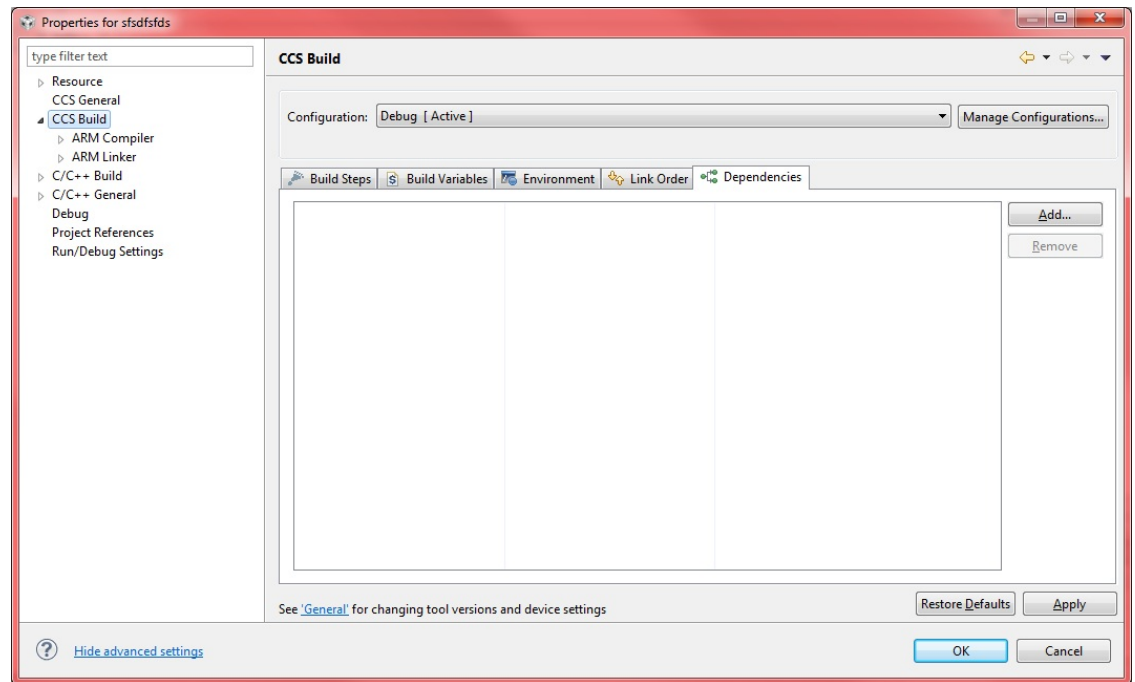 Properties for sfsdfsfds
type filter text
Resource
CCS General
CCS Build
ARM Compiler
ARM Linker
C/C++ Build
C/C++ General
Debug
Project References
Run/Debug Settings
CCS Build
Configuration: Debug [ Active ] Manage Configurations...
Build Steps Build Variables Environment Link Order Dependencies
Add...
Remove
See 'General' for changing tool versions and device settings
Restore Defaults Apply
Hide advanced settings
OK Cancel